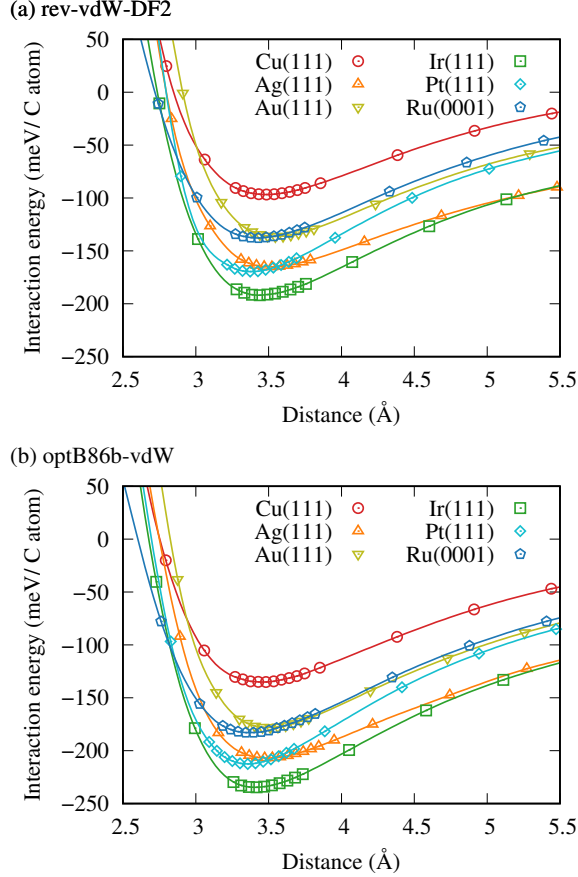 (a) rev-vdW-DF2
50
0
−50
−100
−150
−200
−250
Interaction energy (meV/ C atom)
Cu(111)
Ag(111)
Au(111)
Ir(111)
Pt(111)
Ru(0001)
2.5 3 3.5 4 4.5 5 5.5
Distance (Å)
(b) optB86b-vdW
50
0
−50
−100
−150
−200
−250
−300
Interaction energy (meV/ C atom)
Cu(111)
Ag(111)
Au(111)
Ir(111)
Pt(111)
Ru(0001)
2.5 3 3.5 4 4.5 5 5.5
Distance (Å)